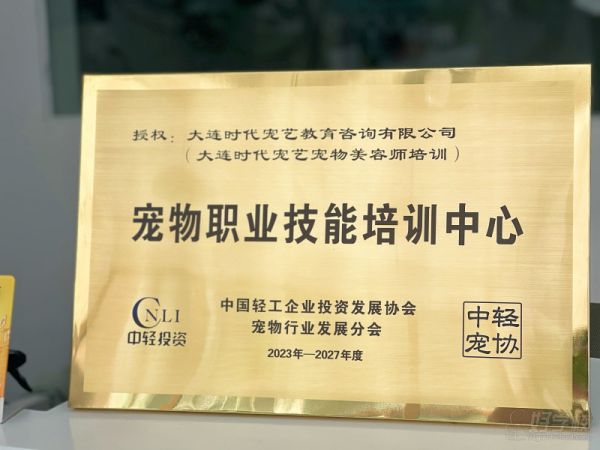 授权：大连时代宠艺教育咨询有限公司
（大连时代宠艺宠物美容师培训）
宠物职业技能培训中心
CNLI
中轻投资
中国轻工企业投资发展协会
宠物行业发展分会
2023年—2027年度
中轻
宠协